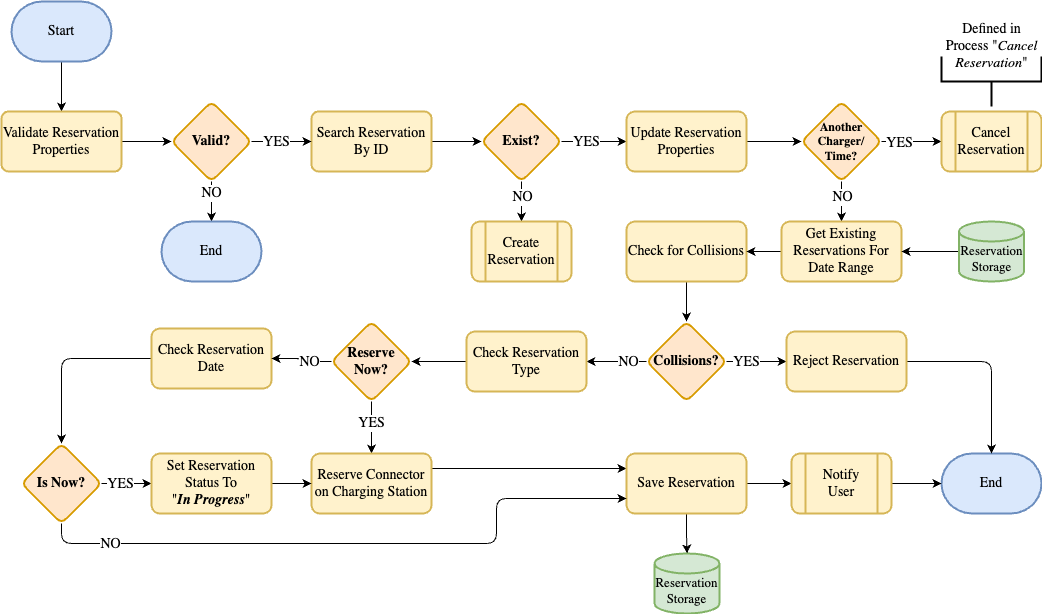 Start
Defined in
Process "Cancel
Reservation"
Validate Reservation
Properties
Valid?
YES
Search Reservation
By ID
Exist?
YES
Update Reservation
Properties
Another
Charger/
Time?
YES
Cancel
Reservation
NO
NO
NO
End
Create
Reservation
Check for Collisions
Get Existing
Reservations For
Date Range
Reservation
Storage
Check Reservation
Date
NO
Reserve
Now?
Check Reservation
Type
NO
Collisions?
YES
Reject Reservation
YES
Is Now?
YES
Set Reservation
Status To
"In Progress"
Reserve Connector
on Charging Station
Save Reservation
Notify
User
End
NO
Reservation
Storage